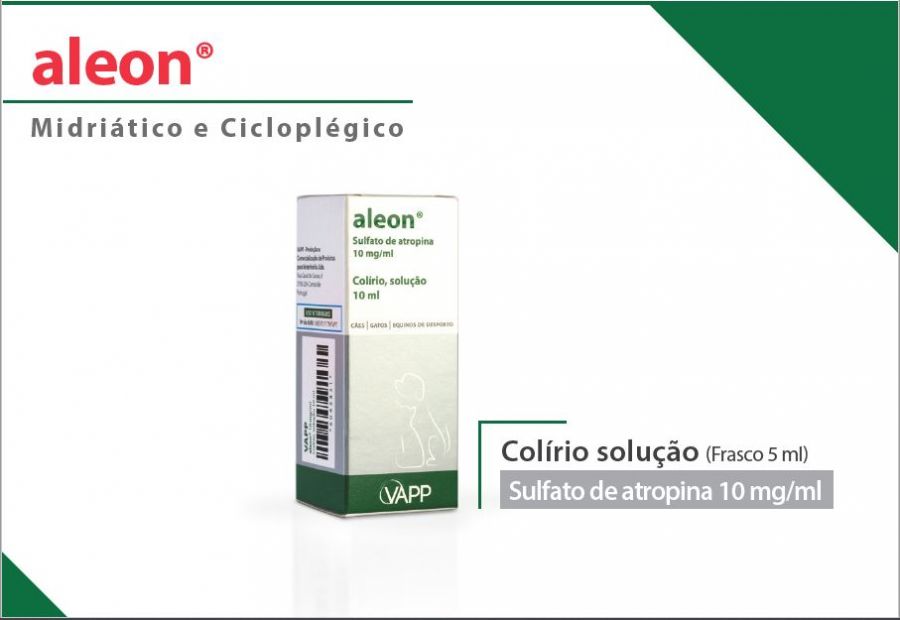 aleon®
Midriático e Cicloplégico
aleon®
Sulfato de atropina
10 mg/ml
Colírio, solução
10 ml
CÃES | GATOS | EQUINOS DE DESPORTO
VAPP
VAPP
Colírio solução (Frasco 5 ml)
Sulfato de atropina 10 mg/ml